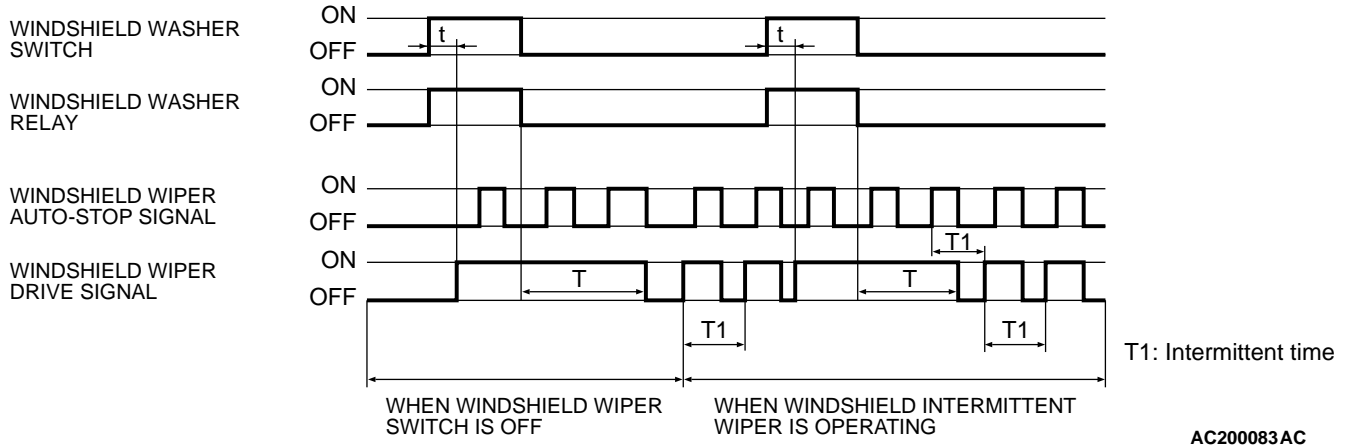 WINDSHIELD WASHER
SWITCH
ON
OFF
t
t
WINDSHIELD WASHER
RELAY
ON
OFF
WINDSHIELD WIPER
AUTO-STOP SIGNAL
ON
OFF
T1
WINDSHIELD WIPER
DRIVE SIGNAL
ON
OFF
T
T
T1
T1
T1: Intermittent time
WHEN WINDSHIELD WIPER
SWITCH IS OFF
WHEN WINDSHIELD INTERMITTENT
WIPER IS OPERATING
AC200083AC